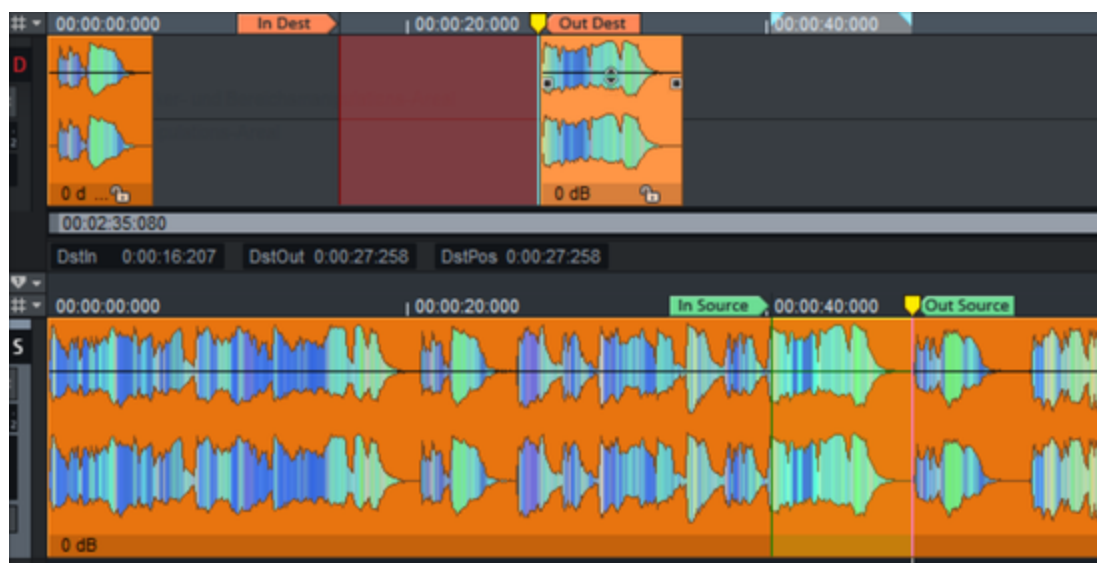 00:00:00:000 In Dest 00:00:20:000 Out Dest 00:00:40:000
D
0 d ... 0 dB
00:02:35:080
DstIn 0:00:16:207 DstOut 0:00:27:258 DstPos 0:00:27:258
00:00:00:000 00:00:20:000 In Source 00:00:40:000 Out Source
S
0 dB